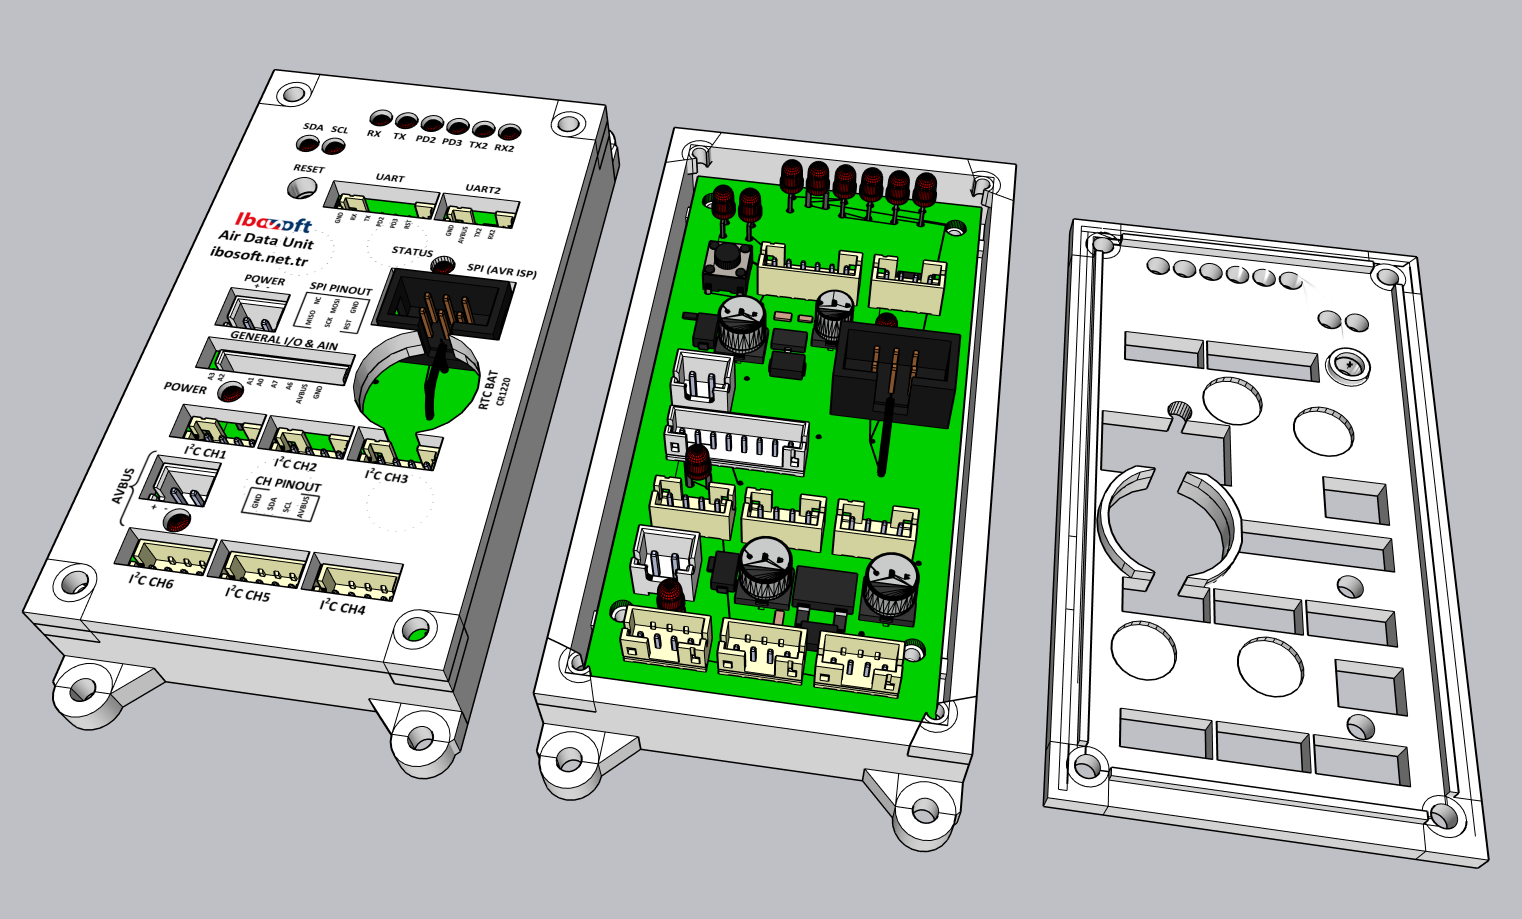 SDA SCL
RX TX PD2 PD3 TX2 RX2
RESET
UART
UART2
GND RX TX PD2 PD3 RST
GND AVBUS TX2 RX2
Ibosoft
Air Data Unit
ibosoft.net.tr
STATUS
SPI (AVR ISP)
POWER
+ -
SPI PINOUT
NC MOSI GND
MISO SCK RST
GENERAL I/O & AIN
A3 A2 A1 A0 A7 A6 AVBUS GND
POWER
RTC BAT
CR1220
I²C CH1
I²C CH2
I²C CH3
AVBUS
+ -
CH PINOUT
GND SDA SCL AVBUS
I²C CH6
I²C CH5
I²C CH4